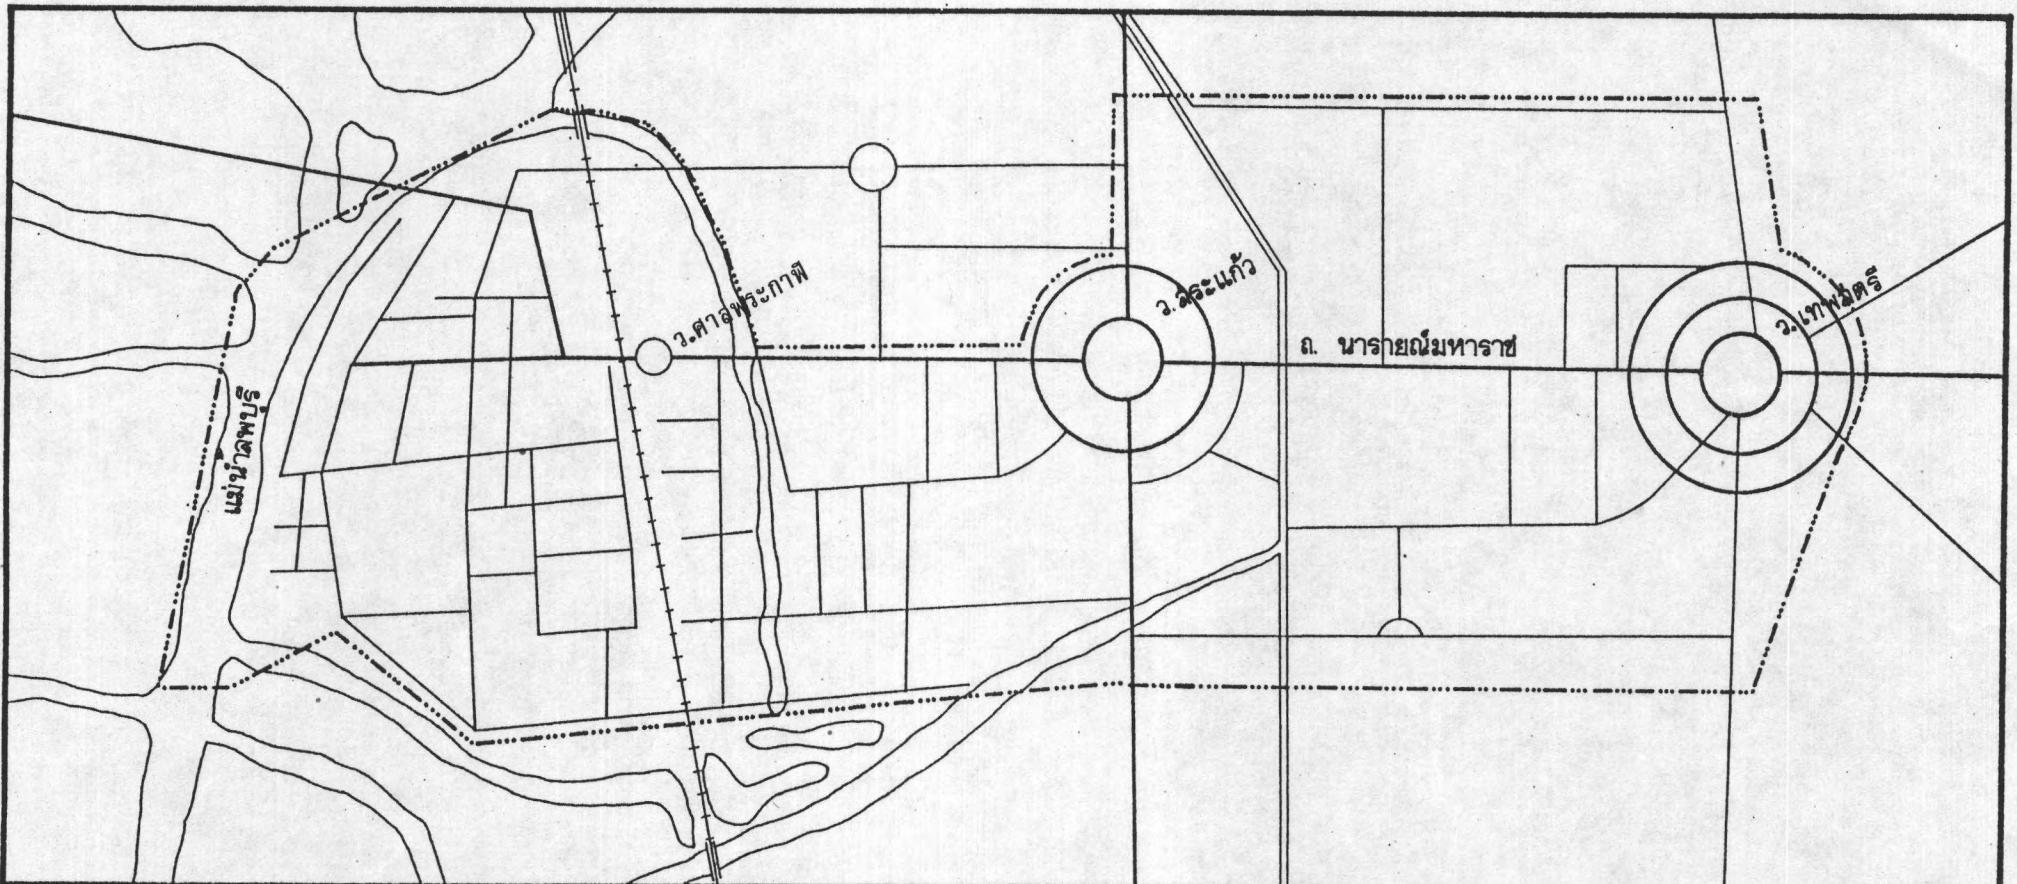 ว.ศาลพระกาฬ
ว.สระแก้ว
ถ. นารายณ์มหาราช
ว.เทพสตรี
แม่น้ำลพบุรี